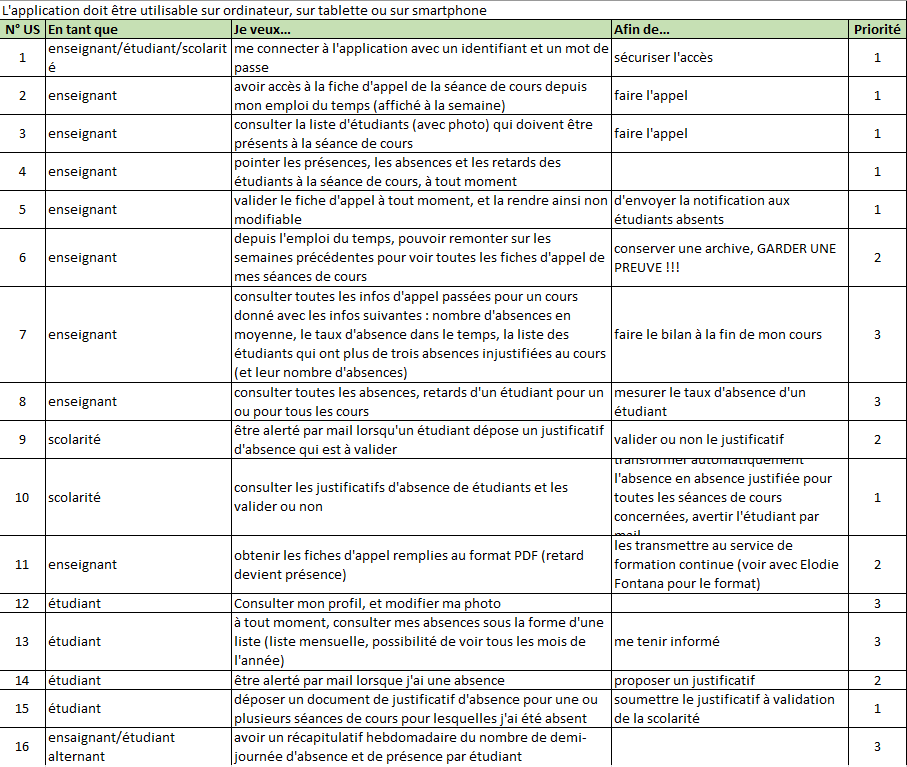 L'application doit être utilisable sur ordinateur, sur tablette ou sur smartphone
N° US En tant que Je veux... Afin de... Priorité
1 enseignant/étudiant/scolarit
é me connecter à l'application avec un identifiant et un mot de
passe sécuriser l'accès 1
2 enseignant avoir accès à la fiche d'appel de la séance de cours depuis
mon emploi du temps (affiché à la semaine) faire l'appel 1
3 enseignant consulter la liste d'étudiants (avec photo) qui doivent être
présents à la séance de cours faire l'appel 1
4 enseignant pointer les présences, les absences et les retards des
étudiants à la séance de cours, à tout moment 1
5 enseignant valider le fiche d'appel à tout moment, et la rendre ainsi non
modifiable d'envoyer la notification aux
étudiants absents 1
6 enseignant depuis l'emploi du temps, pouvoir remonter sur les
semaines précédentes pour voir toutes les fiches d'appel de
mes séances de cours conserver une archive, GARDER UNE
PREUVE !!! 2
7 enseignant consulter toutes les infos d'appel passées pour un cours
donné avec les infos suivantes : nombre d'absences en
moyenne, le taux d'absence dans le temps, la liste des
étudiants qui ont plus de trois absences injustifiées au cours
(et leur nombre d'absences) faire le bilan à la fin de mon cours 3
8 enseignant consulter toutes les absences, retards d'un étudiant pour un
ou pour tous les cours mesurer le taux d'absence d'un
étudiant 3
9 scolarité être alerté par mail lorsqu'un étudiant dépose un justificatif
d'absence qui est à valider valider ou non le justificatif 2
10 scolarité consulter les justificatifs d'absence de étudiants et les
valider ou non transformer automatiquement
l'absence en absence justifiée pour
toutes les séances de cours
concernées, avertir l'étudiant par
mail 1
11 enseignant obtenir les fiches d'appel remplies au format PDF (retard
devient présence) les transmettre au service de
formation continue (voir avec Elodie
Fontana pour le format) 2
12 étudiant Consulter mon profil, et modifier ma photo 3
13 étudiant à tout moment, consulter mes absences sous la forme d'une
liste (liste mensuelle, possibilité de voir tous les mois de
l'année) me tenir informé 3
14 étudiant être alerté par mail lorsque j'ai une absence proposer un justificatif 2
15 étudiant déposer un document de justificatif d'absence pour une ou
plusieurs séances de cours pour lesquelles j'ai été absent soumettre le justificatif à validation
de la scolarité 1
16 ensaignant/étudiant
alternant avoir un récapitulatif hebdomadaire du nombre de demi-
journée d'absence et de présence par étudiant 3